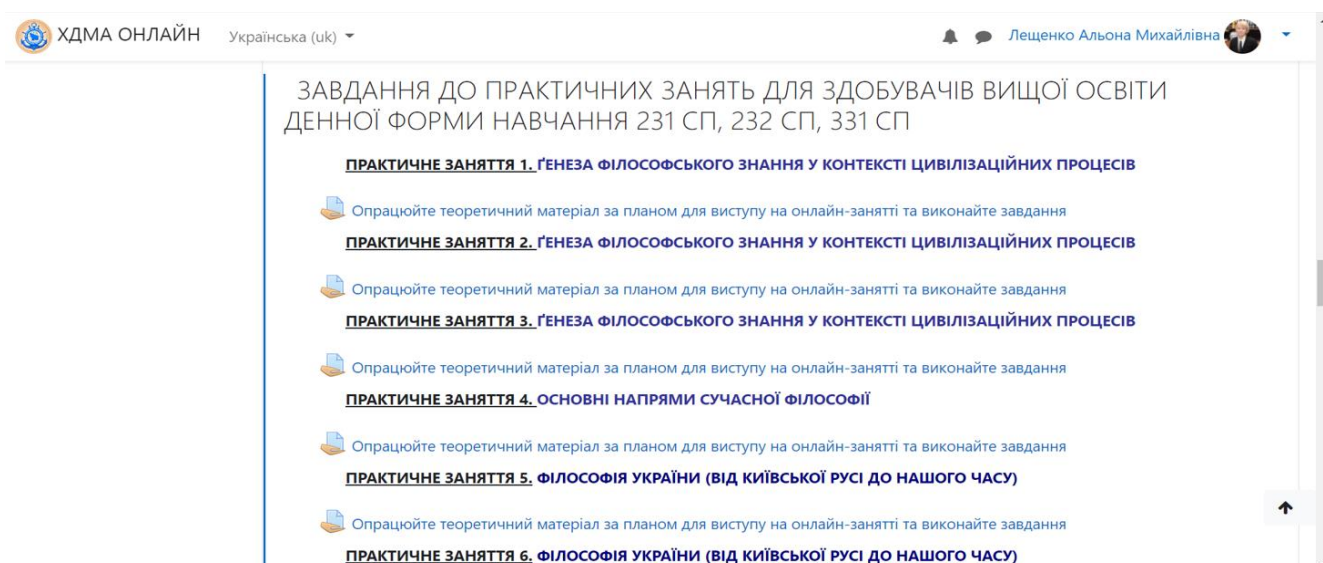 ХДМА ОНЛАЙН Українська (uk) Лещенко Альона Михайлівна
ЗАВДАННЯ ДО ПРАКТИЧНИХ ЗАНЯТЬ ДЛЯ ЗДОБУВАЧІВ ВИЩОЇ ОСВІТИ
ДЕННОЇ ФОРМИ НАВЧАННЯ 231 СП, 232 СП, 331 СП
ПРАКТИЧНЕ ЗАНЯТТЯ 1. ҐЕНЕЗА ФІЛОСОФСЬКОГО ЗНАННЯ У КОНТЕКСТІ ЦИВІЛІЗАЦІЙНИХ ПРОЦЕСІВ
Опрацюйте теоретичний матеріал за планом для виступу на онлайн-занятті та виконайте завдання
ПРАКТИЧНЕ ЗАНЯТТЯ 2. ҐЕНЕЗА ФІЛОСОФСЬКОГО ЗНАННЯ У КОНТЕКСТІ ЦИВІЛІЗАЦІЙНИХ ПРОЦЕСІВ
Опрацюйте теоретичний матеріал за планом для виступу на онлайн-занятті та виконайте завдання
ПРАКТИЧНЕ ЗАНЯТТЯ 3. ҐЕНЕЗА ФІЛОСОФСЬКОГО ЗНАННЯ У КОНТЕКСТІ ЦИВІЛІЗАЦІЙНИХ ПРОЦЕСІВ
Опрацюйте теоретичний матеріал за планом для виступу на онлайн-занятті та виконайте завдання
ПРАКТИЧНЕ ЗАНЯТТЯ 4. ОСНОВНІ НАПРЯМИ СУЧАСНОЇ ФІЛОСОФІЇ
Опрацюйте теоретичний матеріал за планом для виступу на онлайн-занятті та виконайте завдання
ПРАКТИЧНЕ ЗАНЯТТЯ 5. ФІЛОСОФІЯ УКРАЇНИ (ВІД КИЇВСЬКОЇ РУСІ ДО НАШОГО ЧАСУ)
Опрацюйте теоретичний матеріал за планом для виступу на онлайн-занятті та виконайте завдання
ПРАКТИЧНЕ ЗАНЯТТЯ 6. ФІЛОСОФІЯ УКРАЇНИ (ВІД КИЇВСЬКОЇ РУСІ ДО НАШОГО ЧАСУ)